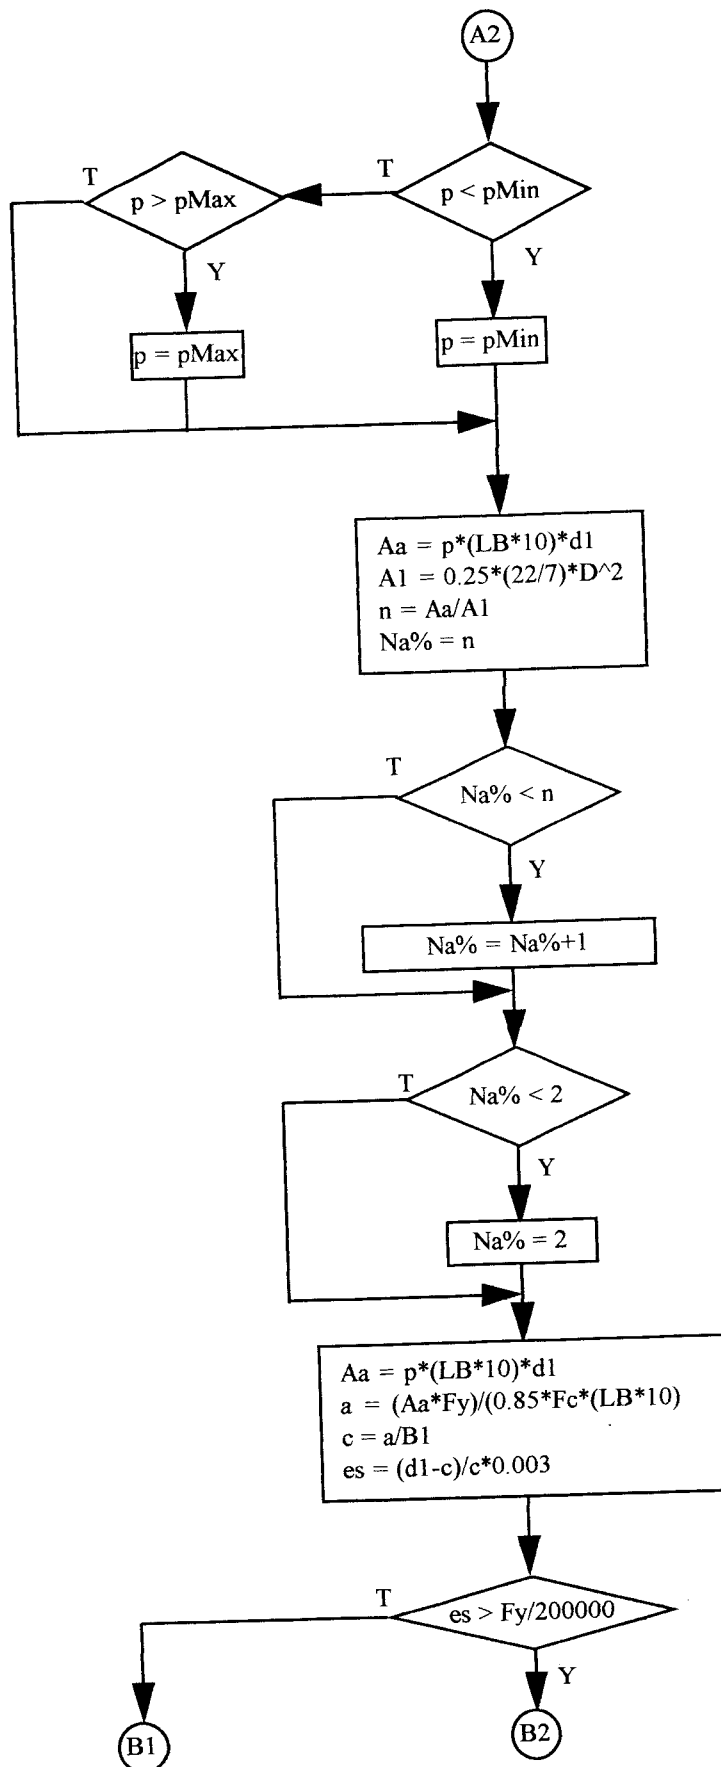 A2
T
T
p > pMax
p < pMin
Y
Y
p = pMax
p = pMin
Aa = p*(LB*10)*d1
A1 = 0.25*(22/7)*D^2
n = Aa/A1
Na% = n
T
Na% < n
Y
Na% = Na%+1
T
Na% < 2
Y
Na% = 2
Aa = p*(LB*10)*d1
a = (Aa*Fy)/(0.85*Fc*(LB*10)
c = a/B1
es = (d1-c)/c*0.003
T
es > Fy/200000
Y
B1
B2